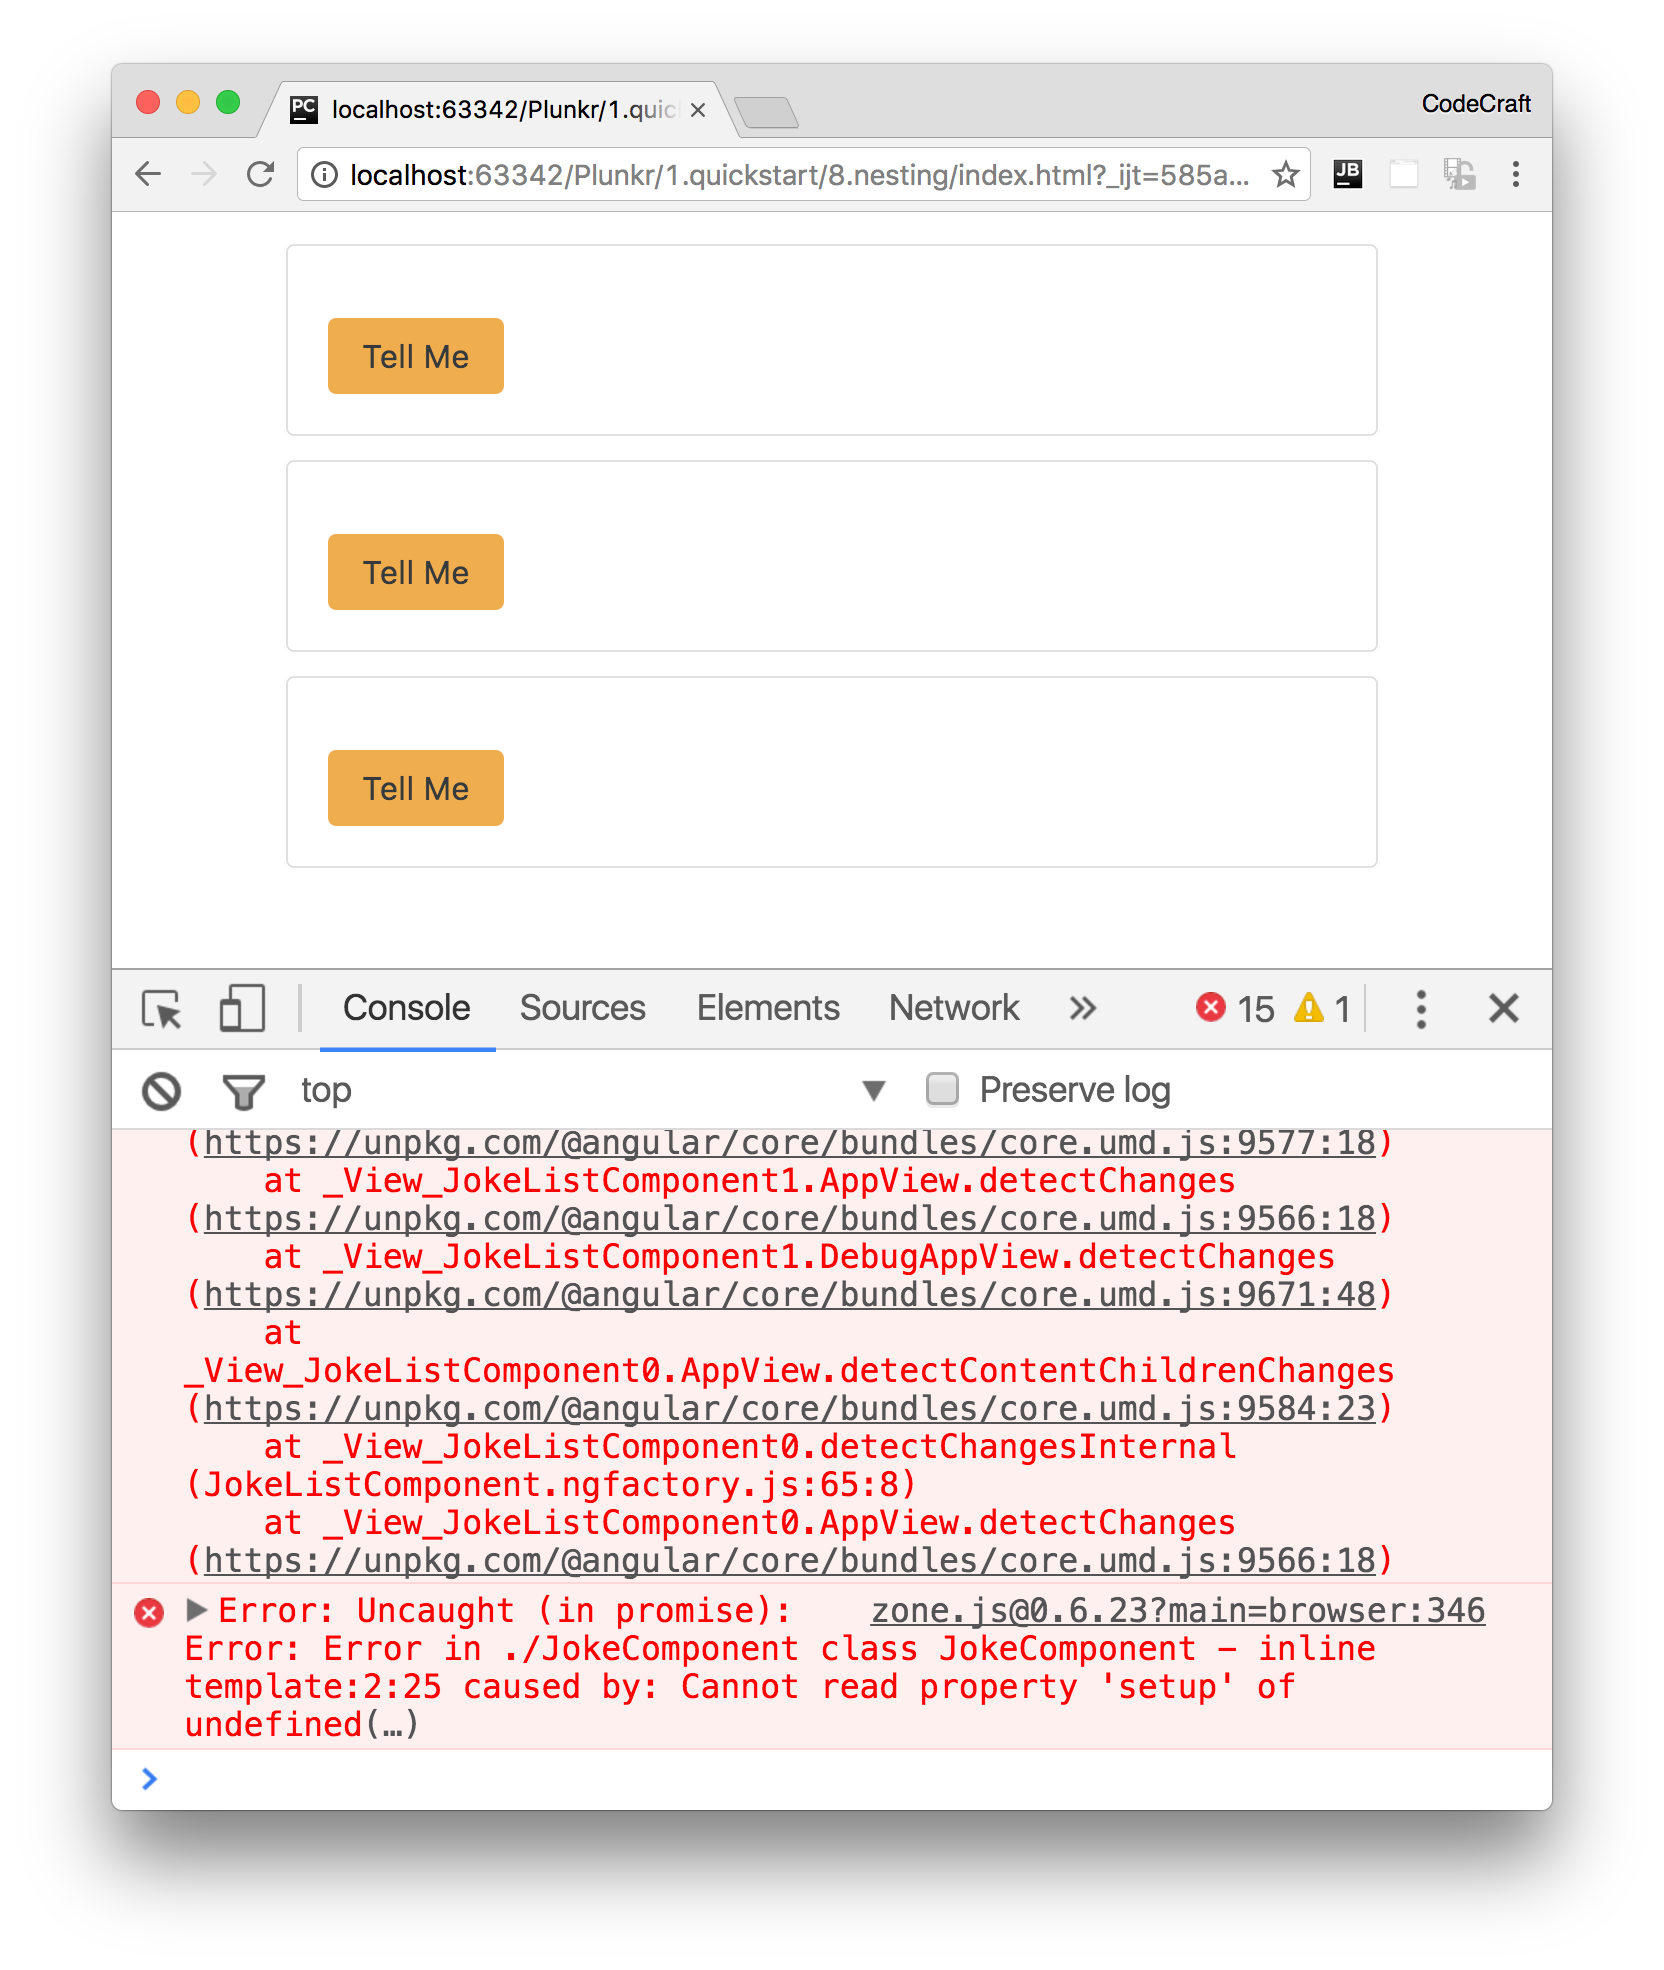 PC localhost:63342/Plunkr/1.quic
CodeCraft
localhost:63342/Plunkr/1.quickstart/8.nesting/index.html?_ijt=585a...
JB
Tell Me
Tell Me
Tell Me
Console Sources Elements Network » 15 1
top ▼ Preserve log
(https://unpkg.com/@angular/core/bundles/core.umd.js:9577:18)
at _View_JokeListComponent1.AppView.detectChanges
(https://unpkg.com/@angular/core/bundles/core.umd.js:9566:18)
at _View_JokeListComponent1.DebugAppView.detectChanges
(https://unpkg.com/@angular/core/bundles/core.umd.js:9671:48)
at
_View_JokeListComponent0.AppView.detectContentChildrenChanges
(https://unpkg.com/@angular/core/bundles/core.umd.js:9584:23)
at _View_JokeListComponent0.detectChangesInternal
(JokeListComponent.ngfactory.js:65:8)
at _View_JokeListComponent0.AppView.detectChanges
(https://unpkg.com/@angular/core/bundles/core.umd.js:9566:18)
▶Error: Uncaught (in promise): zone.js@0.6.23?main=browser:346
Error: Error in ./JokeComponent class JokeComponent - inline
template:2:25 caused by: Cannot read property 'setup' of
undefined(…)